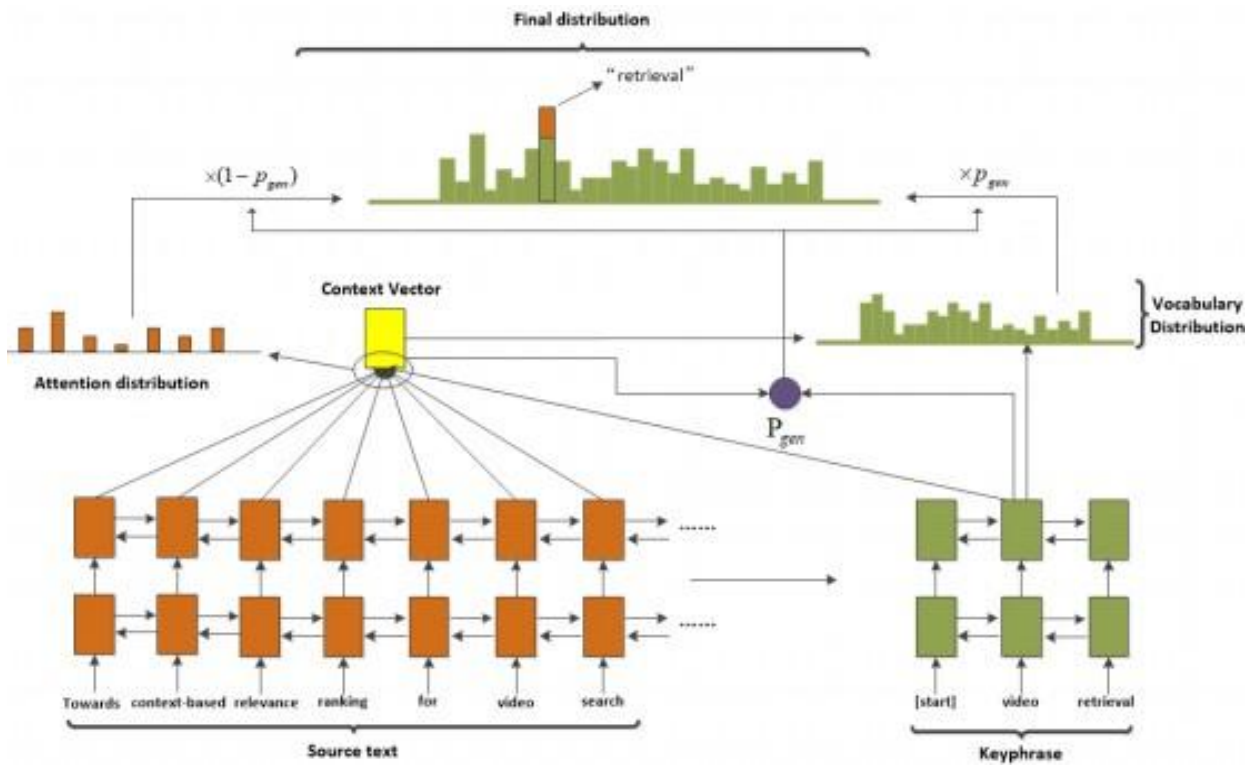 Final distribution
“retrieval”
×(1 − p_gen)
×p_gen
Context Vector
Vocabulary
Distribution
Attention distribution
P_gen
......
......
Towards context-based relevance ranking for video search
[start] video retrieval
Source text
Keyphrase